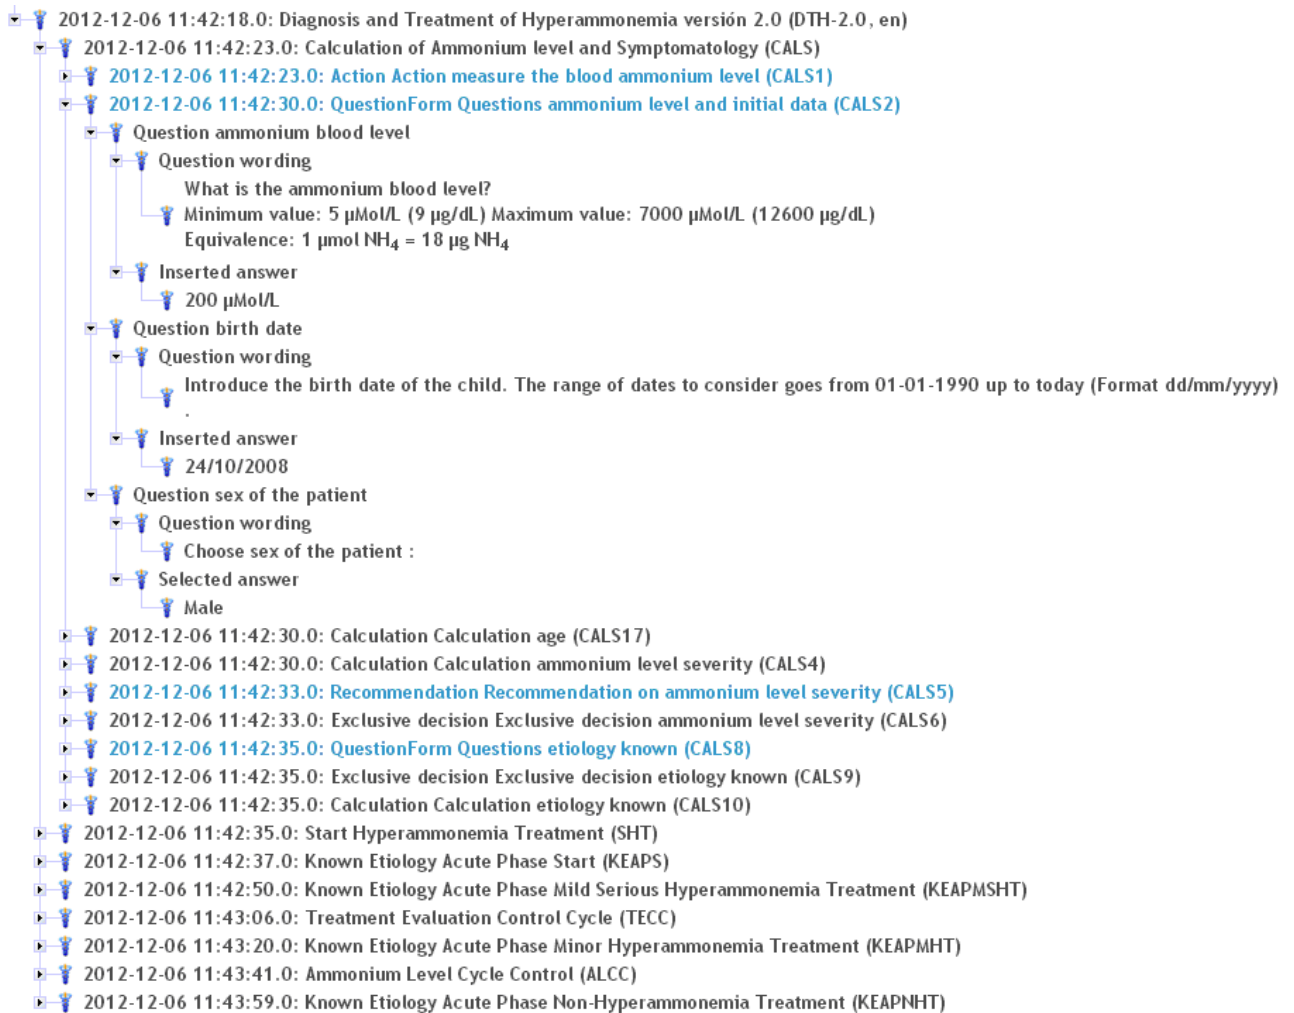 2012-12-06 11:42:18.0: Diagnosis and Treatment of Hyperammonemia versión 2.0 (DTH-2.0, en)
2012-12-06 11:42:23.0: Calculation of Ammonium level and Symptomatology (CALS)
2012-12-06 11:42:23.0: Action Action measure the blood ammonium level (CALS1)
2012-12-06 11:42:30.0: QuestionForm Questions ammonium level and initial data (CALS2)
Question ammonium blood level
Question wording
What is the ammonium blood level?
Minimum value: 5 µMol/L (9 µg/dL) Maximum value: 7000 µMol/L (12600 µg/dL)
Equivalence: 1 µmol NH4 = 18 µg NH4
Inserted answer
200 µMol/L
Question birth date
Question wording
Introduce the birth date of the child. The range of dates to consider goes from 01-01-1990 up to today (Format dd/mm/yyyy)
.
Inserted answer
24/10/2008
Question sex of the patient
Question wording
Choose sex of the patient :
Selected answer
Male
2012-12-06 11:42:30.0: Calculation Calculation age (CALS17)
2012-12-06 11:42:30.0: Calculation Calculation ammonium level severity (CALS4)
2012-12-06 11:42:33.0: Recommendation Recommendation on ammonium level severity (CALS5)
2012-12-06 11:42:33.0: Exclusive decision Exclusive decision ammonium level severity (CALS6)
2012-12-06 11:42:35.0: QuestionForm Questions etiology known (CALS8)
2012-12-06 11:42:35.0: Exclusive decision Exclusive decision etiology known (CALS9)
2012-12-06 11:42:35.0: Calculation Calculation etiology known (CALS10)
2012-12-06 11:42:35.0: Start Hyperammonemia Treatment (SHT)
2012-12-06 11:42:37.0: Known Etiology Acute Phase Start (KEAPS)
2012-12-06 11:42:50.0: Known Etiology Acute Phase Mild Serious Hyperammonemia Treatment (KEAPMSHT)
2012-12-06 11:43:06.0: Treatment Evaluation Control Cycle (TECC)
2012-12-06 11:43:20.0: Known Etiology Acute Phase Minor Hyperammonemia Treatment (KEAPMHT)
2012-12-06 11:43:41.0: Ammonium Level Cycle Control (ALCC)
2012-12-06 11:43:59.0: Known Etiology Acute Phase Non-Hyperammonemia Treatment (KEAPNHT)